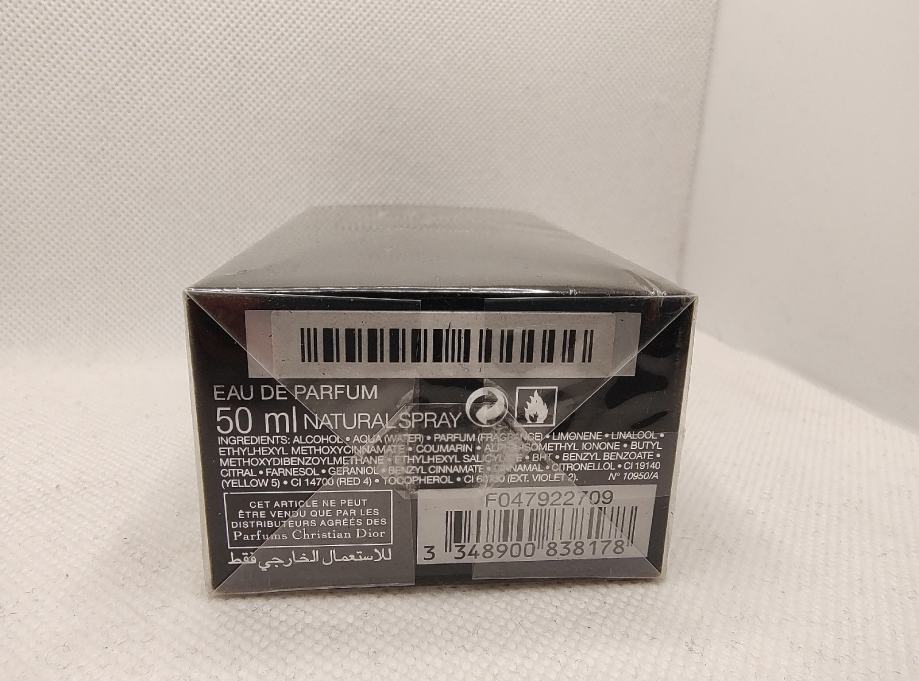 EAU DE PARFUM
50 ml NATURAL SPRAY
INGREDIENTS: ALCOHOL • AQUA (WATER) • PARFUM (FRAGRANCE) • LIMONENE • LINALOOL •
ETHYLHEXYL METHOXYCINNAMATE • COUMARIN • ALPHA-ISOMETHYL IONONE • BUTYL
METHOXYDIBENZOYLMETHANE • ETHYLHEXYL SALICYLATE • BHT • BENZYL BENZOATE •
CITRAL • FARNESOL • GERANIOL • BENZYL CINNAMATE • CINNAMAL • CITRONELLOL • CI 19140
(YELLOW 5) • CI 14700 (RED 4) • TOCOPHEROL • CI (EXT. VIOLET 2). N° 10950/A
CET ARTICLE NE PEUT
ÊTRE VENDU QUE PAR LES
DISTRIBUTEURS AGRÉÉS DES
Parfums Christian Dior
للاستعمال الخارجي فقط
F047922709
3 348900 838178